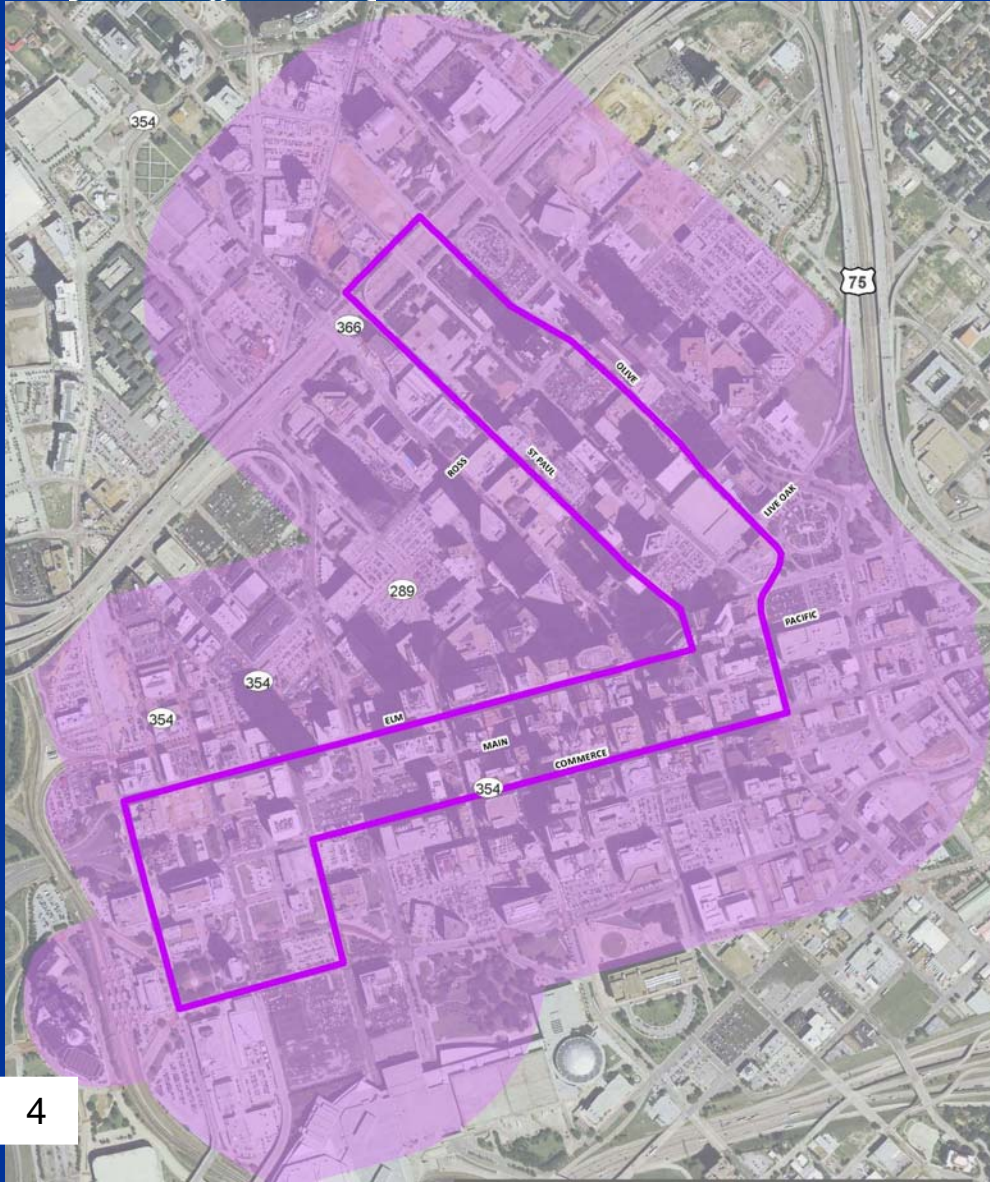 354
75
366
OLIVE
ROSS
ST PAUL
LIVE OAK
289
PACIFIC
354
354
ELM
MAIN
COMMERCE
354
4